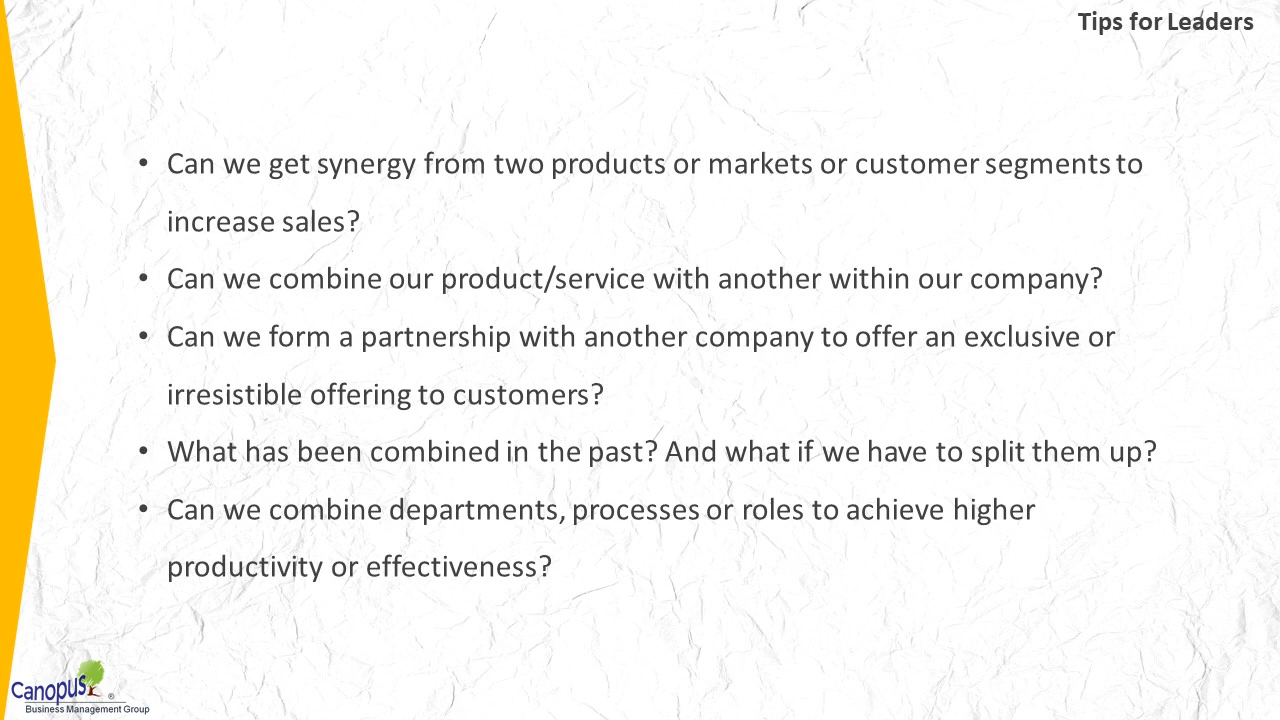 Tips for Leaders
• Can we get synergy from two products or markets or customer segments to
increase sales?
• Can we combine our product/service with another within our company?
• Can we form a partnership with another company to offer an exclusive or
irresistible offering to customers?
• What has been combined in the past? And what if we have to split them up?
• Can we combine departments, processes or roles to achieve higher
productivity or effectiveness?
Canopus ®
Business Management Group